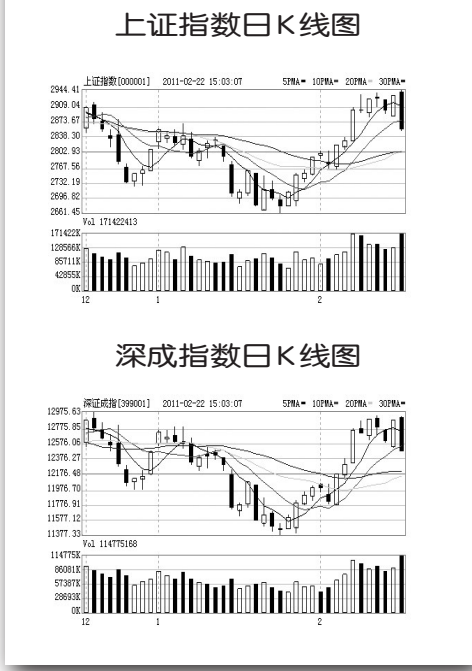 上证指数日K线图
上证指数[000001] 2011-02-22 15:03:07 5PMA 10PMA 20PMA 30PMA
2944.41
2909.04
2873.67
2838.30
2802.93
2767.56
2732.19
2696.82
2661.45
Vol 171422413
171422K
128566K
85711K
42855K
0K
12 1 2
深成指数日K线图
深证成指[399001] 2011-02-22 15:03:07 5PMA 10PMA 20PMA 30PMA
12975.63
12775.85
12576.06
12376.27
12176.48
11976.70
11776.91
11577.12
11377.33
Vol 114775168
114775K
86081K
57387K
28693K
0K
12 1 2